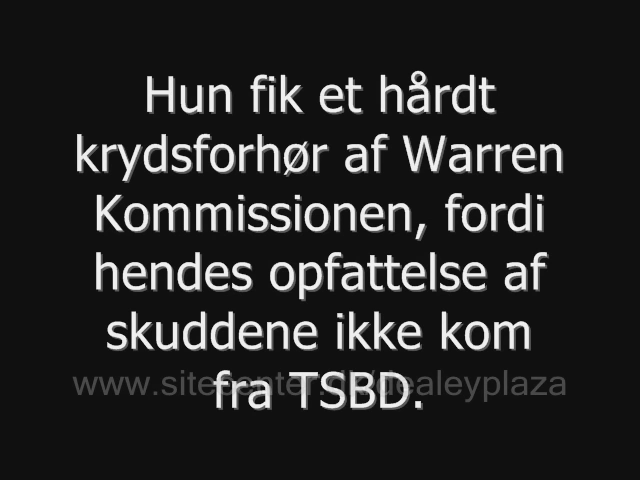 Hun fik et hårdt
krydsforhør af Warren
Kommissionen, fordi
hendes opfattelse af
skuddene ikke kom
fra TSBD.